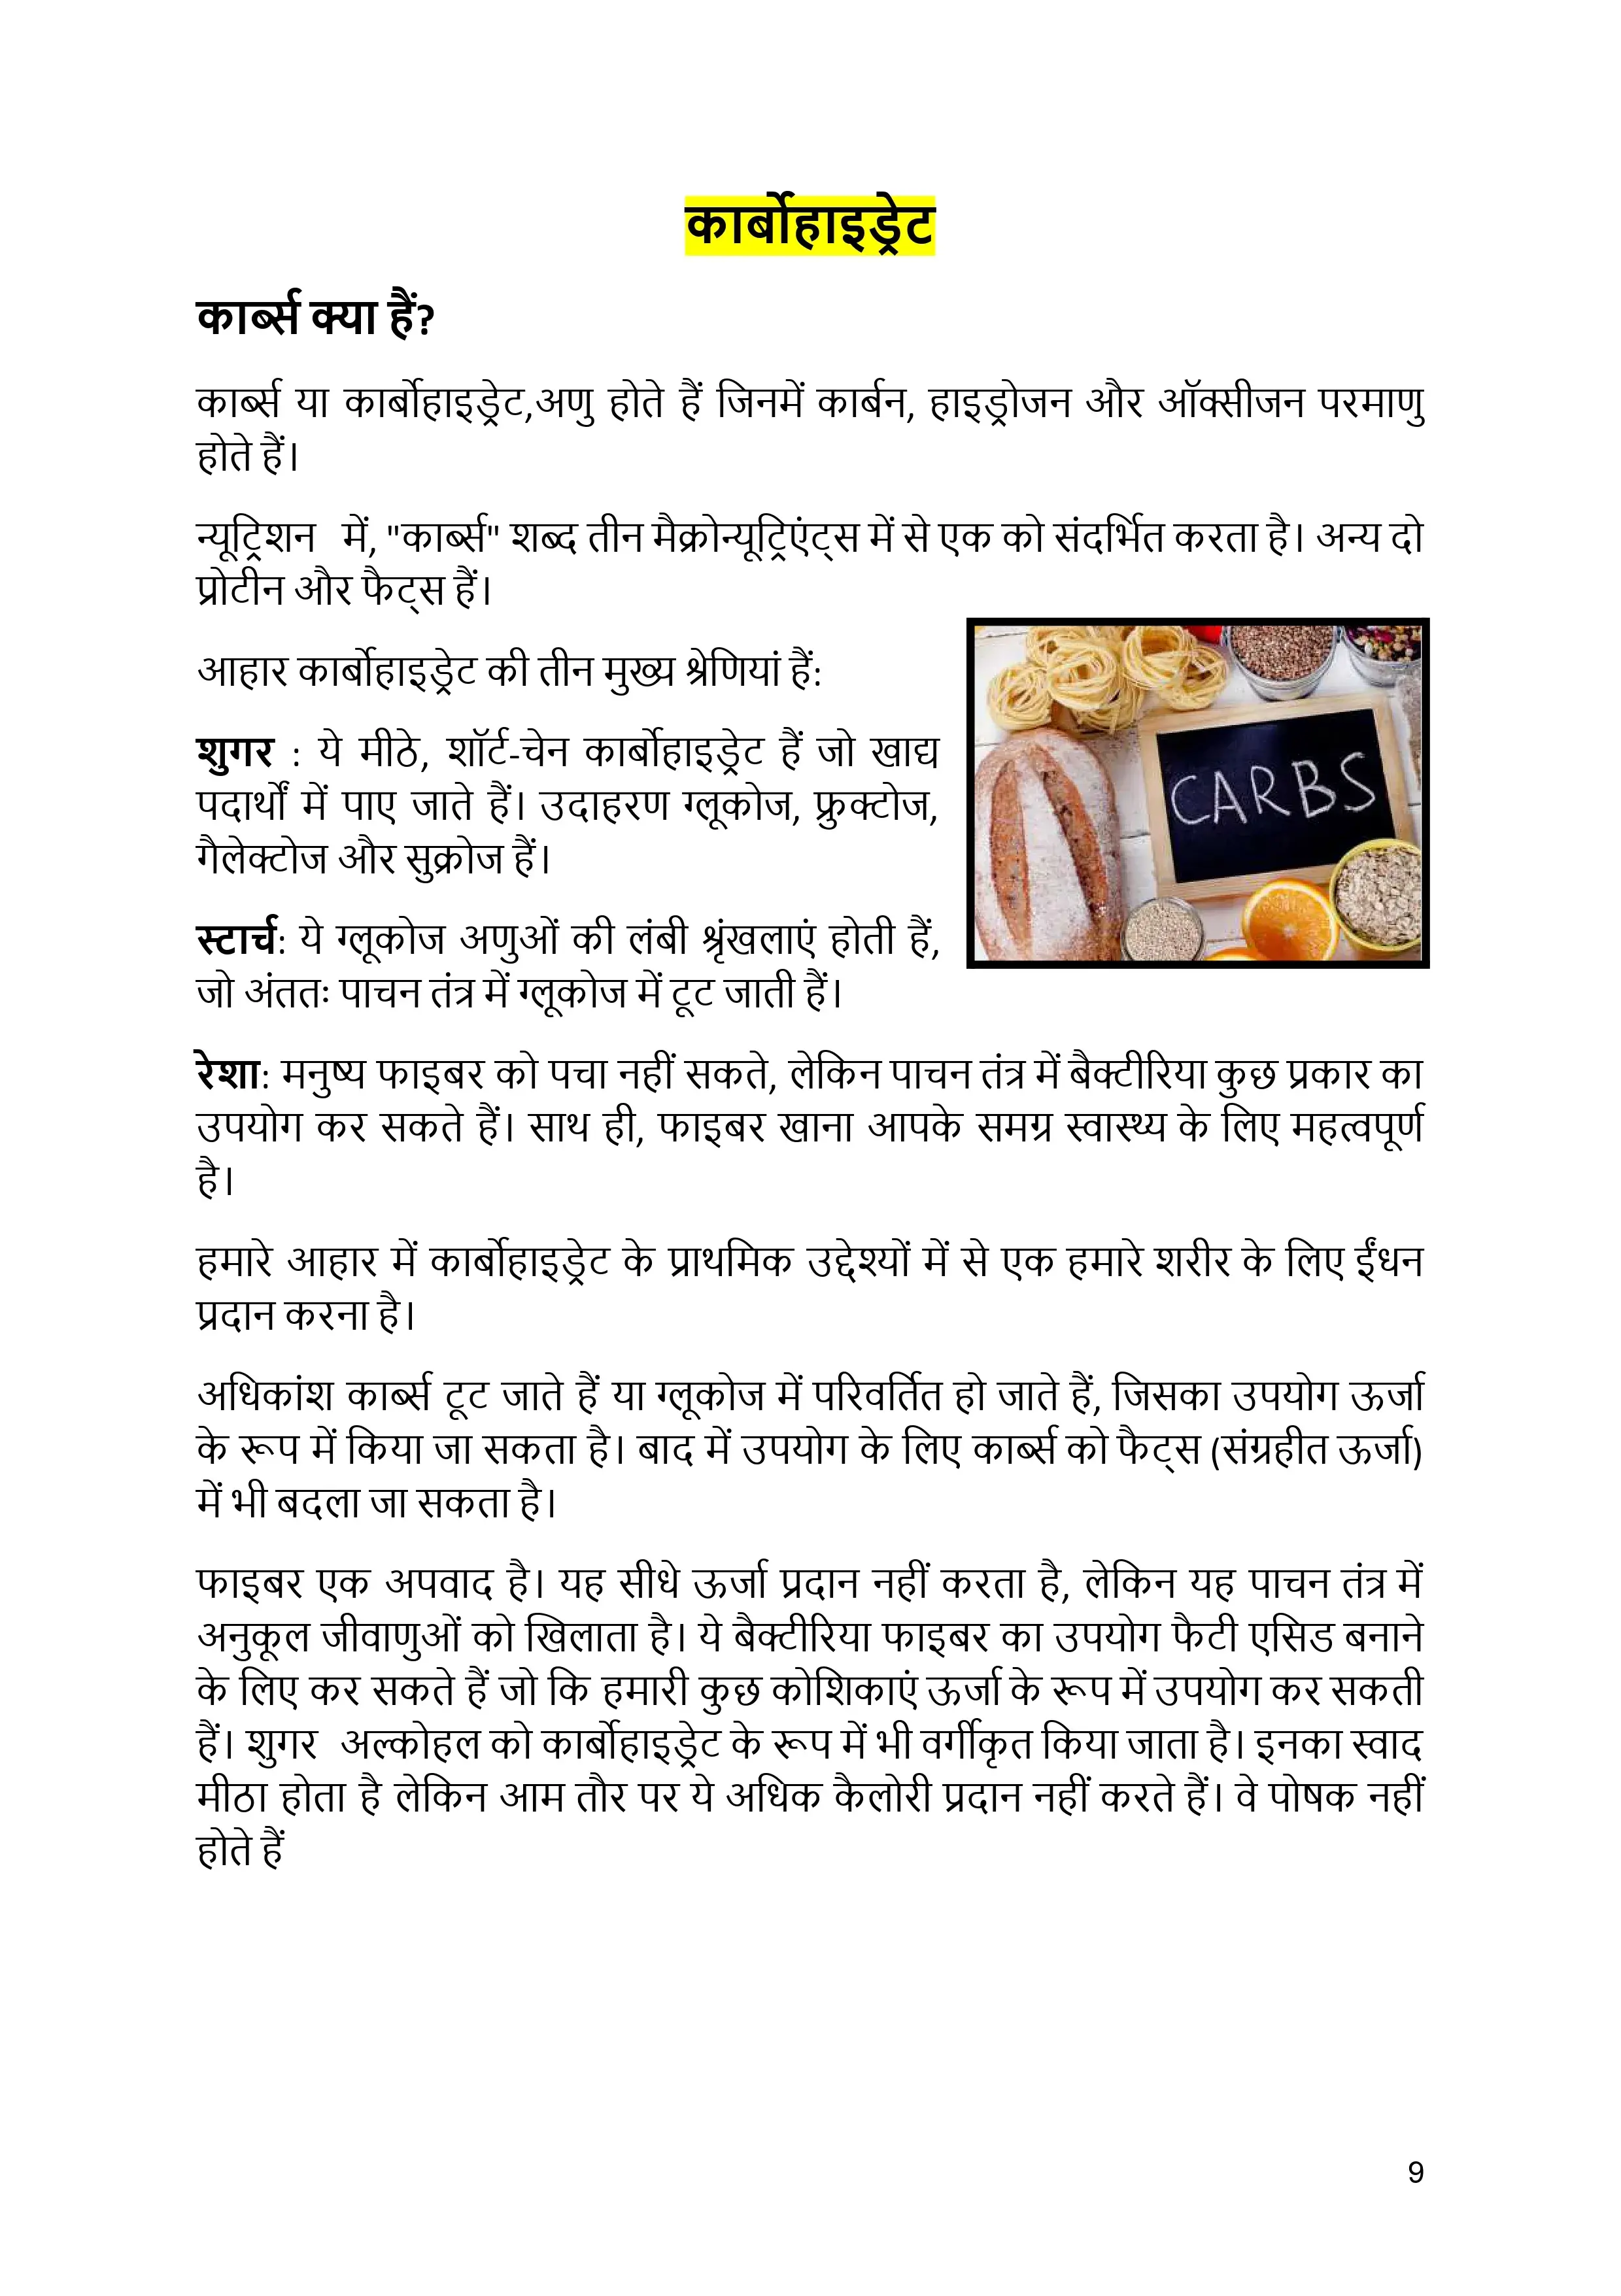 कार्बोहाइड्रेट
कार्ब्स क्या हैं?
कार्ब्स या कार्बोहाइड्रेट,अणु होते हैं जिनमें कार्बन, हाइड्रोजन और ऑक्सीजन परमाणु
होते हैं।
न्यूट्रिशन में, "कार्ब्स" शब्द तीन मैक्रोन्यूट्रिएंट्स में से एक को संदर्भित करता है। अन्य दो
प्रोटीन और फैट्स हैं।
आहार कार्बोहाइड्रेट की तीन मुख्य श्रेणियां हैं:
शुगर : ये मीठे, शॉर्ट-चेन कार्बोहाइड्रेट हैं जो खाद्य
पदार्थों में पाए जाते हैं। उदाहरण ग्लूकोज, फ्रुक्टोज,
गैलेक्टोज और सुक्रोज हैं।
CARBS
स्टार्च: ये ग्लूकोज अणुओं की लंबी श्रृंखलाएं होती हैं,
जो अंततः पाचन तंत्र में ग्लूकोज में टूट जाती हैं।
रेशा: मनुष्य फाइबर को पचा नहीं सकते, लेकिन पाचन तंत्र में बैक्टीरिया कुछ प्रकार का
उपयोग कर सकते हैं। साथ ही, फाइबर खाना आपके समग्र स्वास्थ्य के लिए महत्वपूर्ण
है।
हमारे आहार में कार्बोहाइड्रेट के प्राथमिक उद्देश्यों में से एक हमारे शरीर के लिए ईंधन
प्रदान करना है।
अधिकांश कार्ब्स टूट जाते हैं या ग्लूकोज में परिवर्तित हो जाते हैं, जिसका उपयोग ऊर्जा
के रूप में किया जा सकता है। बाद में उपयोग के लिए कार्ब्स को फैट्स (संग्रहीत ऊर्जा)
में भी बदला जा सकता है।
फाइबर एक अपवाद है। यह सीधे ऊर्जा प्रदान नहीं करता है, लेकिन यह पाचन तंत्र में
अनुकूल जीवाणुओं को खिलाता है। ये बैक्टीरिया फाइबर का उपयोग फैटी एसिड बनाने
के लिए कर सकते हैं जो कि हमारी कुछ कोशिकाएं ऊर्जा के रूप में उपयोग कर सकती
हैं। शुगर अल्कोहल को कार्बोहाइड्रेट के रूप में भी वर्गीकृत किया जाता है। इनका स्वाद
मीठा होता है लेकिन आम तौर पर ये अधिक कैलोरी प्रदान नहीं करते हैं। वे पोषक नहीं
होते हैं
9